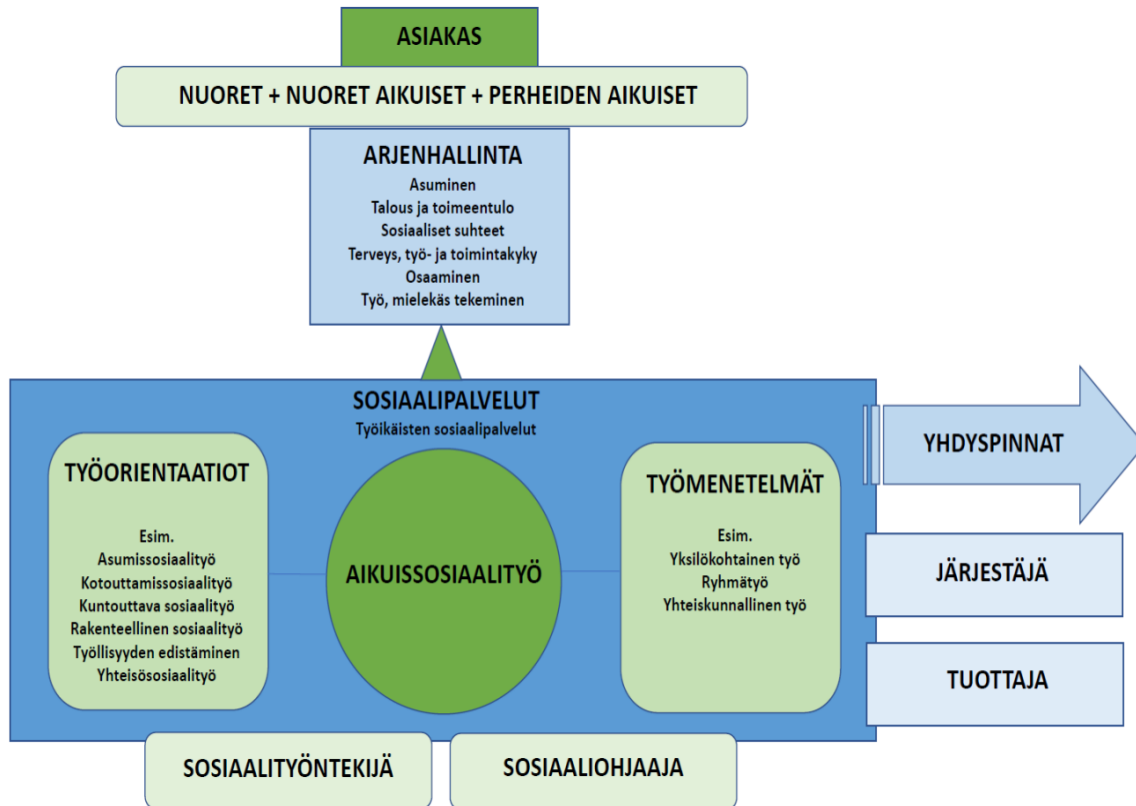 ASIAKAS
NUORET + NUORET AIKUISET + PERHEIDEN AIKUISET
ARJENHALLINTA
Asuminen
Talous ja toimeentulo
Sosiaaliset suhteet
Terveys, työ- ja toimintakyky
Osaaminen
Työ, mielekäs tekeminen
SOSIAALIPALVELUT
Työikäisten sosiaalipalvelut
TYÖORIENTAATIOT
Esim.
Asumissosiaalityö
Kotouttamissosiaalityö
Kuntouttava sosiaalityö
Rakenteellinen sosiaalityö
Työllisyyden edistäminen
Yhteisösosiaalityö
AIKUISSOSIAALITYÖ
TYÖMENETELMÄT
Esim.
Yksilökohtainen työ
Ryhmätyö
Yhteiskunnallinen työ
YHDYSPINNAT
JÄRJESTÄJÄ
TUOTTAJA
SOSIAALITYÖNTEKIJÄ
SOSIAALIOHJAAJA